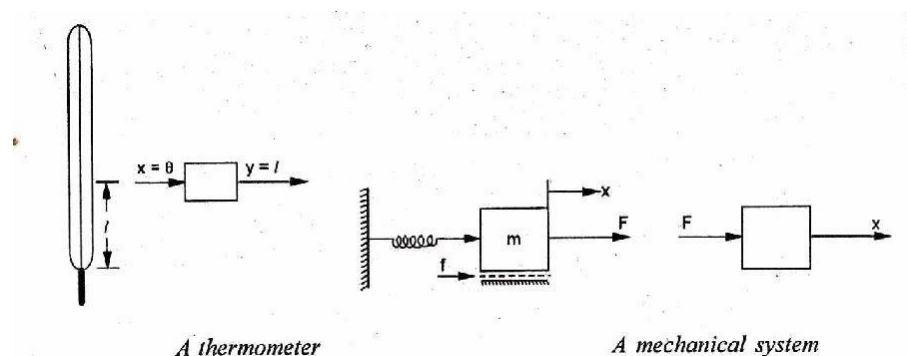 x = θ
y = l
l
x
m
F
f
F
x
A thermometer
A mechanical system